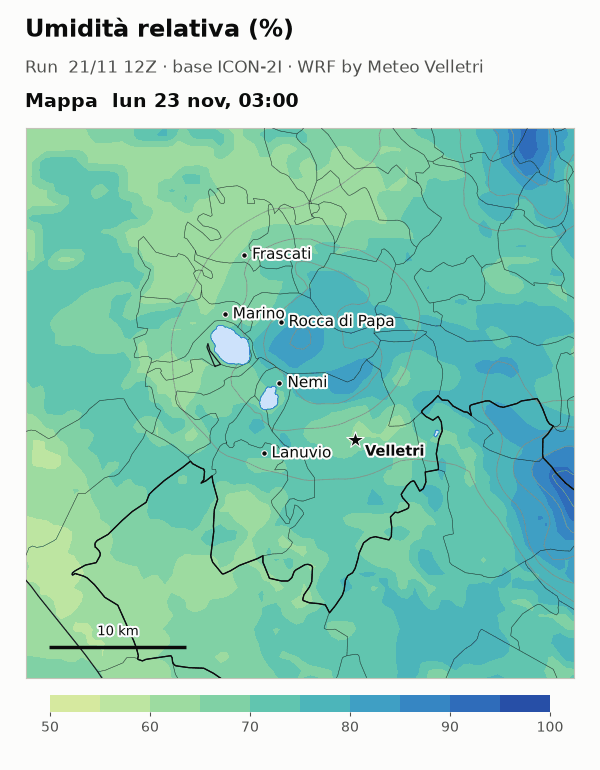 Umidità relativa (%)
Run  21/11 12Z · base ICON-2I · WRF by Meteo Velletri
Mappa  lun 23 nov, 03:00
Frascati
Marino
Rocca di Papa
Nemi
Velletri
Lanuvio
10 km
50 60 70 80 90 100